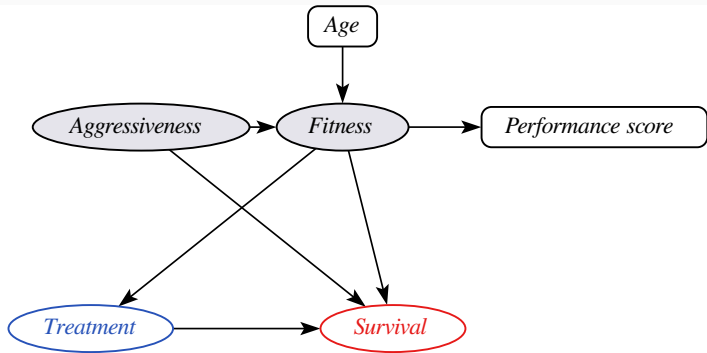 Age
Aggressiveness
Fitness
Performance score
Treatment
Survival